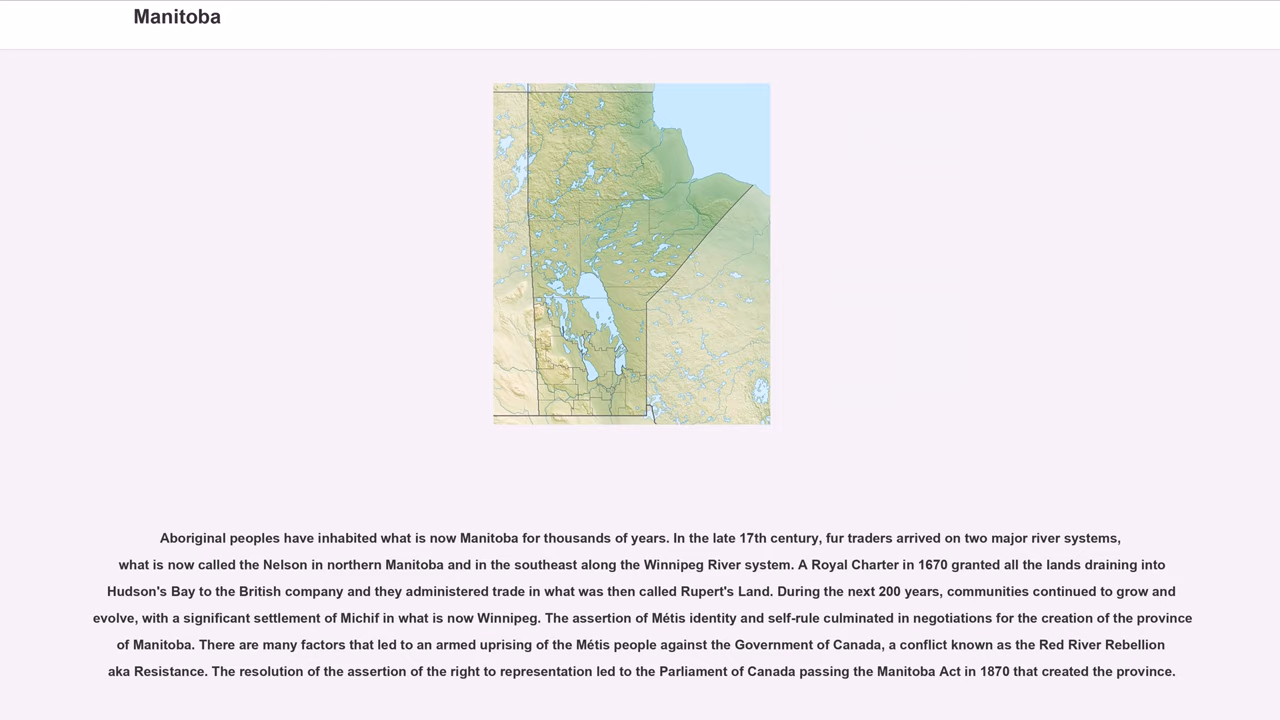 Manitoba
Aboriginal peoples have inhabited what is now Manitoba for thousands of years. In the late 17th century, fur traders arrived on two major river systems,
what is now called the Nelson in northern Manitoba and in the southeast along the Winnipeg River system. A Royal Charter in 1670 granted all the lands draining into
Hudson's Bay to the British company and they administered trade in what was then called Rupert's Land. During the next 200 years, communities continued to grow and
evolve, with a significant settlement of Michif in what is now Winnipeg. The assertion of Métis identity and self-rule culminated in negotiations for the creation of the province
of Manitoba. There are many factors that led to an armed uprising of the Métis people against the Government of Canada, a conflict known as the Red River Rebellion
aka Resistance. The resolution of the assertion of the right to representation led to the Parliament of Canada passing the Manitoba Act in 1870 that created the province.